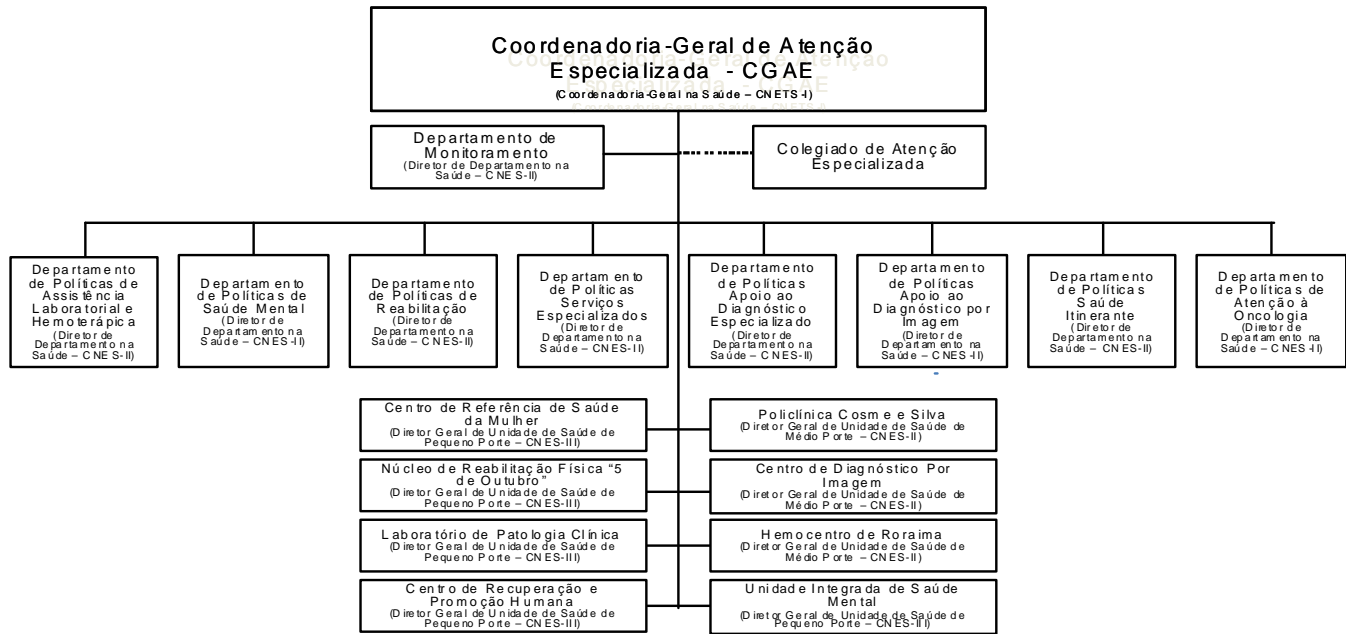 Coordenadoria-Geral de Atenção
Especializada - CGAE
(Coordenadoria-Geral na Saúde – CNETS-I)
Departamento de
Monitoramento
(Diretor de Departamento na
Saúde – CNES-II)
Colegiado de Atenção
Especializada
Departamento
de Políticas de
Assistência
Laboratorial e
Hemoterápica
(Diretor de
Departamento na
Saúde – CNES-II)
Departamento
de Políticas de
Saúde Mental
(Diretor de
Departamento na
Saúde – CNES-II)
Departamento
de Políticas de
Reabilitação
(Diretor de
Departamento na
Saúde – CNES-II)
Departamento
de Políticas
Serviços
Especializados
(Diretor de
Departamento na
Saúde – CNES-II)
Departamento
de Políticas
Apoio ao
Diagnóstico
Especializado
(Diretor de
Departamento na
Saúde – CNES-II)
Departamento
de Políticas
Apoio ao
Diagnóstico por
Imagem
(Diretor de
Departamento na
Saúde – CNES-II)
Departamento
de Políticas
Saúde
Itinerante
(Diretor de
Departamento na
Saúde – CNES-II)
Departamento
de Políticas de
Atenção à
Oncologia
(Diretor de
Departamento na
Saúde – CNES-II)
Centro de Referência de Saúde
da Mulher
(Diretor Geral de Unidade de Saúde de
Pequeno Porte – CNES-III)
Policlínica Cosme e Silva
(Diretor Geral de Unidade de Saúde de
Médio Porte – CNES-II)
Núcleo de Reabilitação Física "5
de Outubro"
(Diretor Geral de Unidade de Saúde de
Pequeno Porte – CNES-III)
Centro de Diagnóstico Por
Imagem
(Diretor Geral de Unidade de Saúde de
Médio Porte – CNES-II)
Laboratório de Patologia Clínica
(Diretor Geral de Unidade de Saúde de
Pequeno Porte – CNES-III)
Hemocentro de Roraima
(Diretor Geral de Unidade de Saúde de
Médio Porte – CNES-II)
Centro de Recuperação e
Promoção Humana
(Diretor Geral de Unidade de Saúde de
Pequeno Porte – CNES-III)
Unidade Integrada de Saúde
Mental
(Diretor Geral de Unidade de Saúde de
Pequeno Porte – CNES-III)